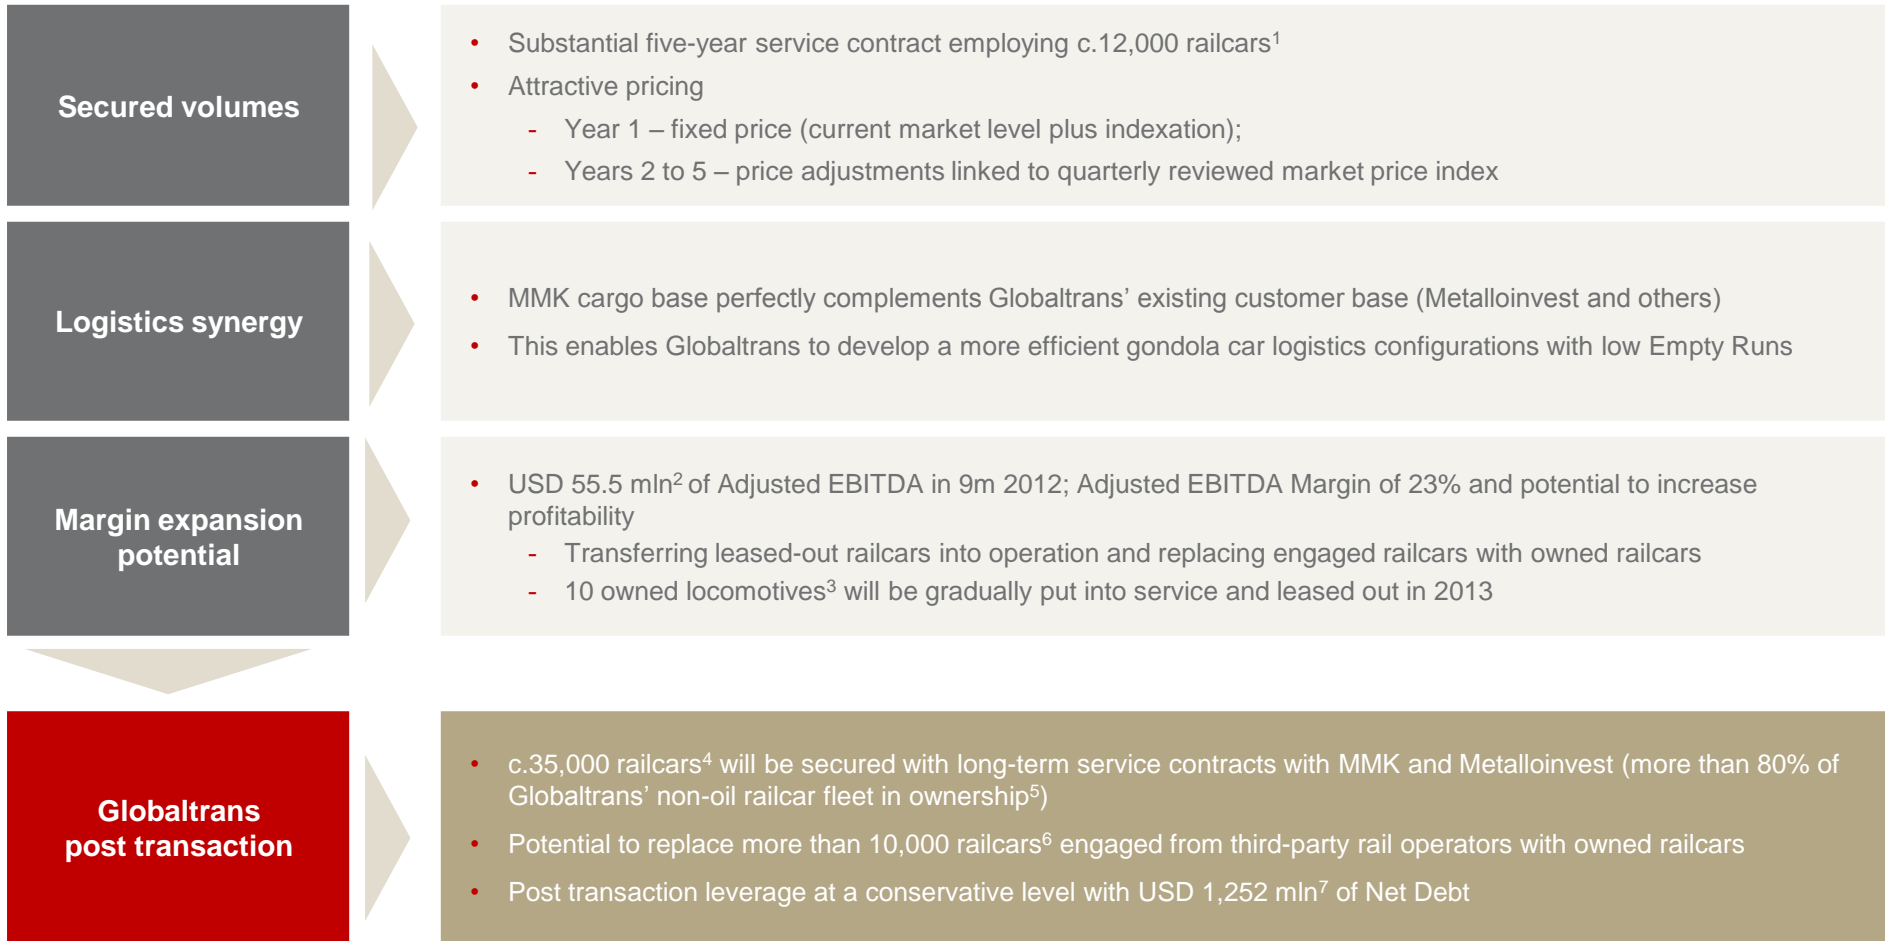 Secured volumes
• Substantial five-year service contract employing c.12,000 railcars¹
• Attractive pricing
- Year 1 – fixed price (current market level plus indexation);
- Years 2 to 5 – price adjustments linked to quarterly reviewed market price index
Logistics synergy
• MMK cargo base perfectly complements Globaltrans’ existing customer base (Metalloinvest and others)
• This enables Globaltrans to develop a more efficient gondola car logistics configurations with low Empty Runs
Margin expansion
potential
• USD 55.5 mln² of Adjusted EBITDA in 9m 2012; Adjusted EBITDA Margin of 23% and potential to increase
profitability
- Transferring leased-out railcars into operation and replacing engaged railcars with owned railcars
- 10 owned locomotives³ will be gradually put into service and leased out in 2013
Globaltrans
post transaction
• c.35,000 railcars⁴ will be secured with long-term service contracts with MMK and Metalloinvest (more than 80% of
Globaltrans’ non-oil railcar fleet in ownership⁵)
• Potential to replace more than 10,000 railcars⁶ engaged from third-party rail operators with owned railcars
• Post transaction leverage at a conservative level with USD 1,252 mln⁷ of Net Debt